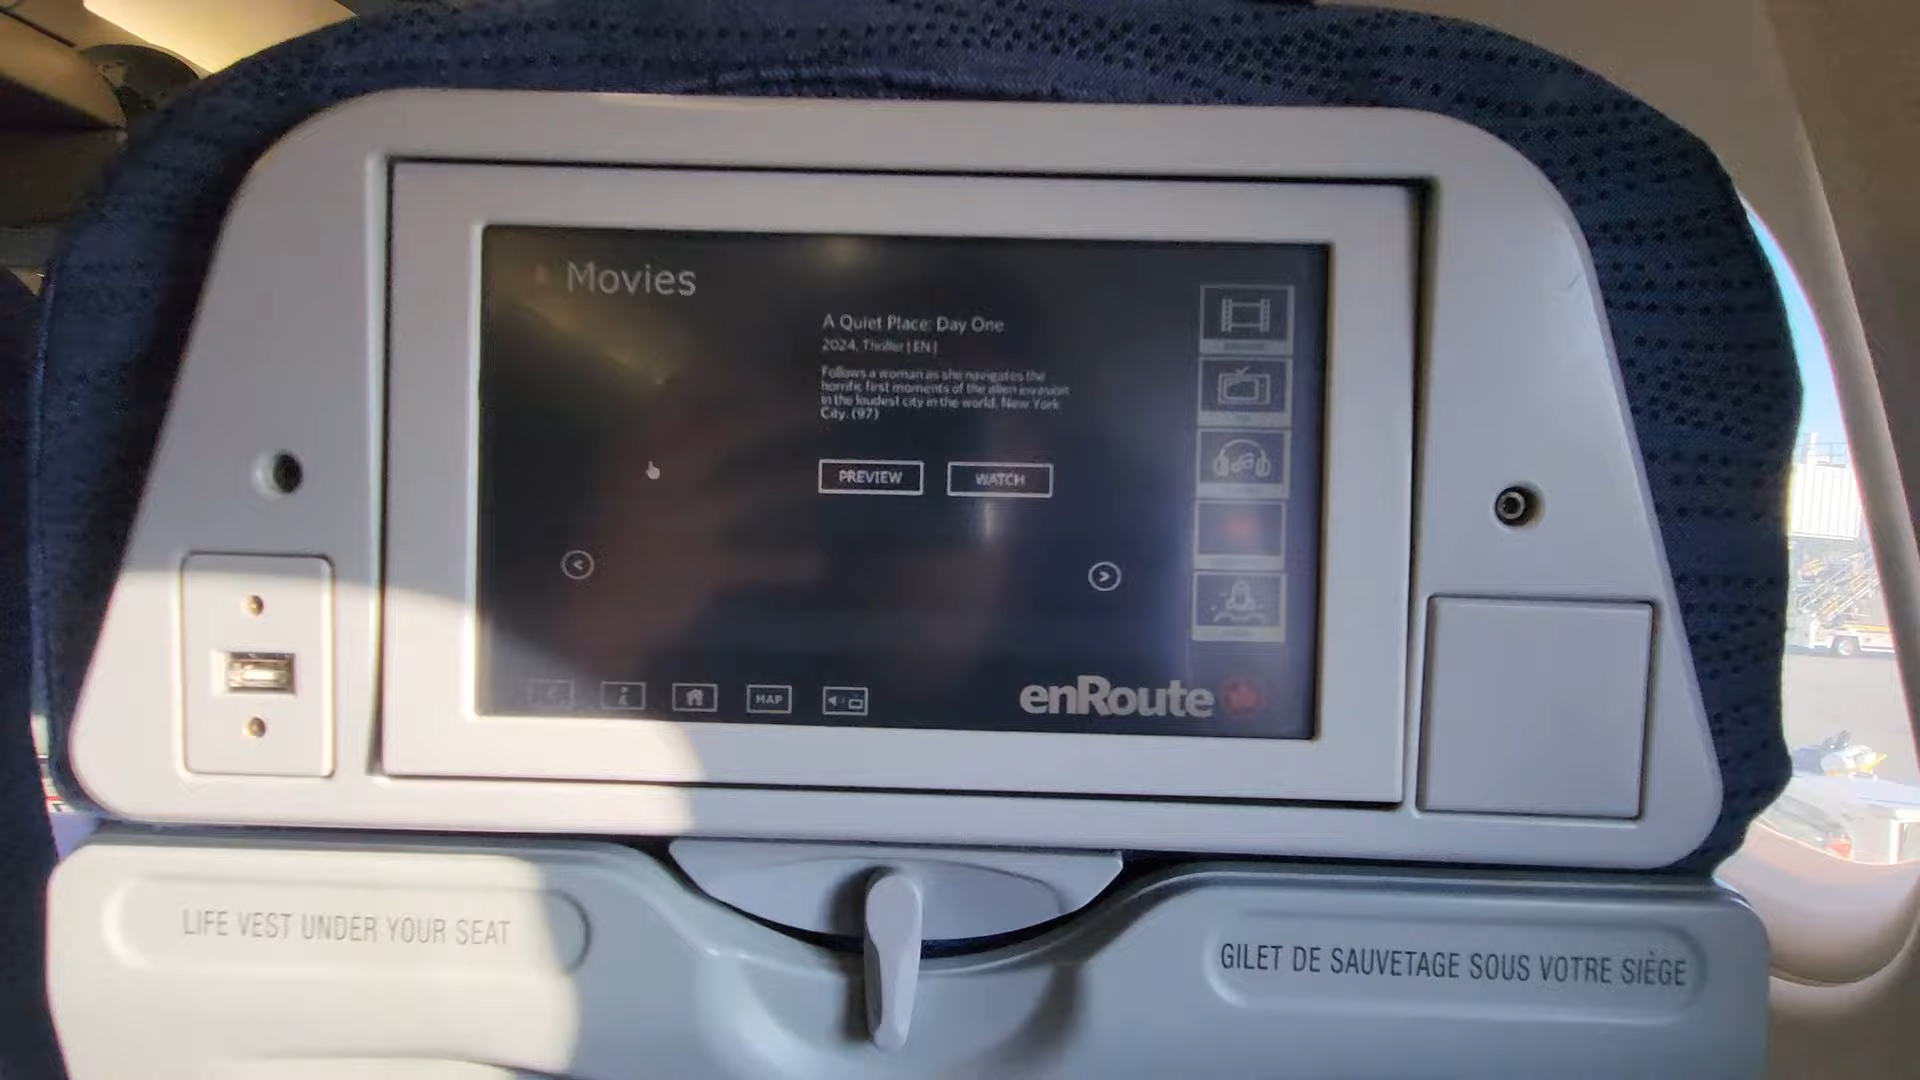 Movies
A Quiet Place: Day One
2024, Thriller | EN |
Follows a woman as she navigates the
horrific first moments of the alien invasion
in the loudest city in the world, New York
City. (97)
PREVIEW
WATCH
MAP
enRoute
LIFE VEST UNDER YOUR SEAT
GILET DE SAUVETAGE SOUS VOTRE SIÈGE